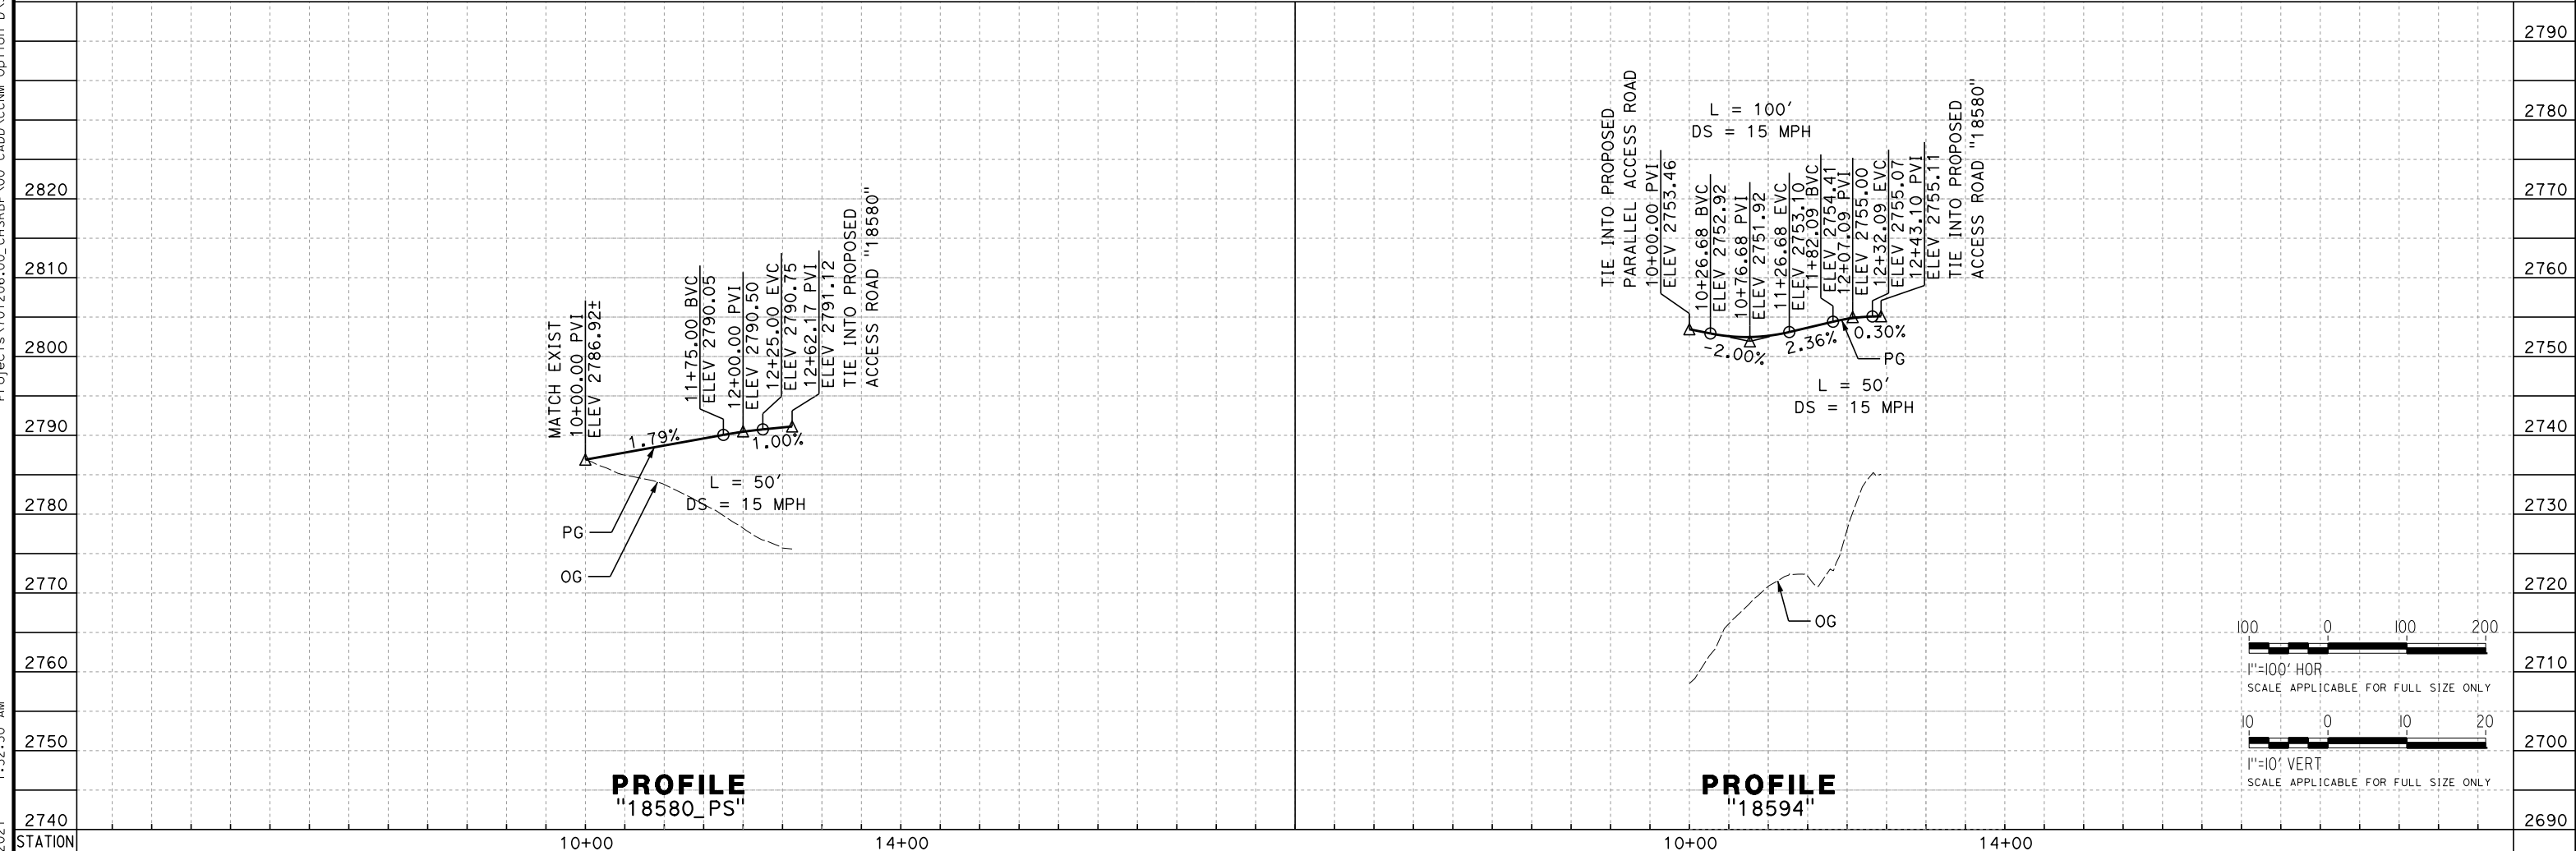 2820
2810
2800
2790
2780
2770
2760
2750
2740
STATION
MATCH EXIST
10+00.00 PVI
ELEV 2786.92±
11+75.00 BVC
ELEV 2790.05
12+00.00 PVI
ELEV 2790.50
12+25.00 EVC
ELEV 2790.75
12+62.17 PVI
ELEV 2791.12
TIE INTO PROPOSED
ACCESS ROAD "18580"
1.79%
1.00%
L = 50'
DS = 15 MPH
PG
OG
PROFILE
"18580_PS"
10+00
14+00
TIE INTO PROPOSED
PARALLEL ACCESS ROAD
10+00.00 PVI
ELEV 2753.46
L = 100'
DS = 15 MPH
10+26.68 BVC
ELEV 2752.92
10+76.68 PVI
ELEV 2751.92
11+26.68 EVC
ELEV 2753.10
11+82.09 BVC
ELEV 2754.41
12+07.09 PVI
ELEV 2755.00
12+32.09 EVC
ELEV 2755.07
12+43.10 PVI
ELEV 2755.11
TIE INTO PROPOSED
ACCESS ROAD "18580"
-2.00%
2.36%
0.30%
PG
L = 50'
DS = 15 MPH
OG
PROFILE
"18594"
10+00
14+00
100 0 100 200
1"=100' HOR
SCALE APPLICABLE FOR FULL SIZE ONLY
10 0 10 20
1"=10' VERT
SCALE APPLICABLE FOR FULL SIZE ONLY
2790
2780
2770
2760
2750
2740
2730
2720
2710
2700
2690